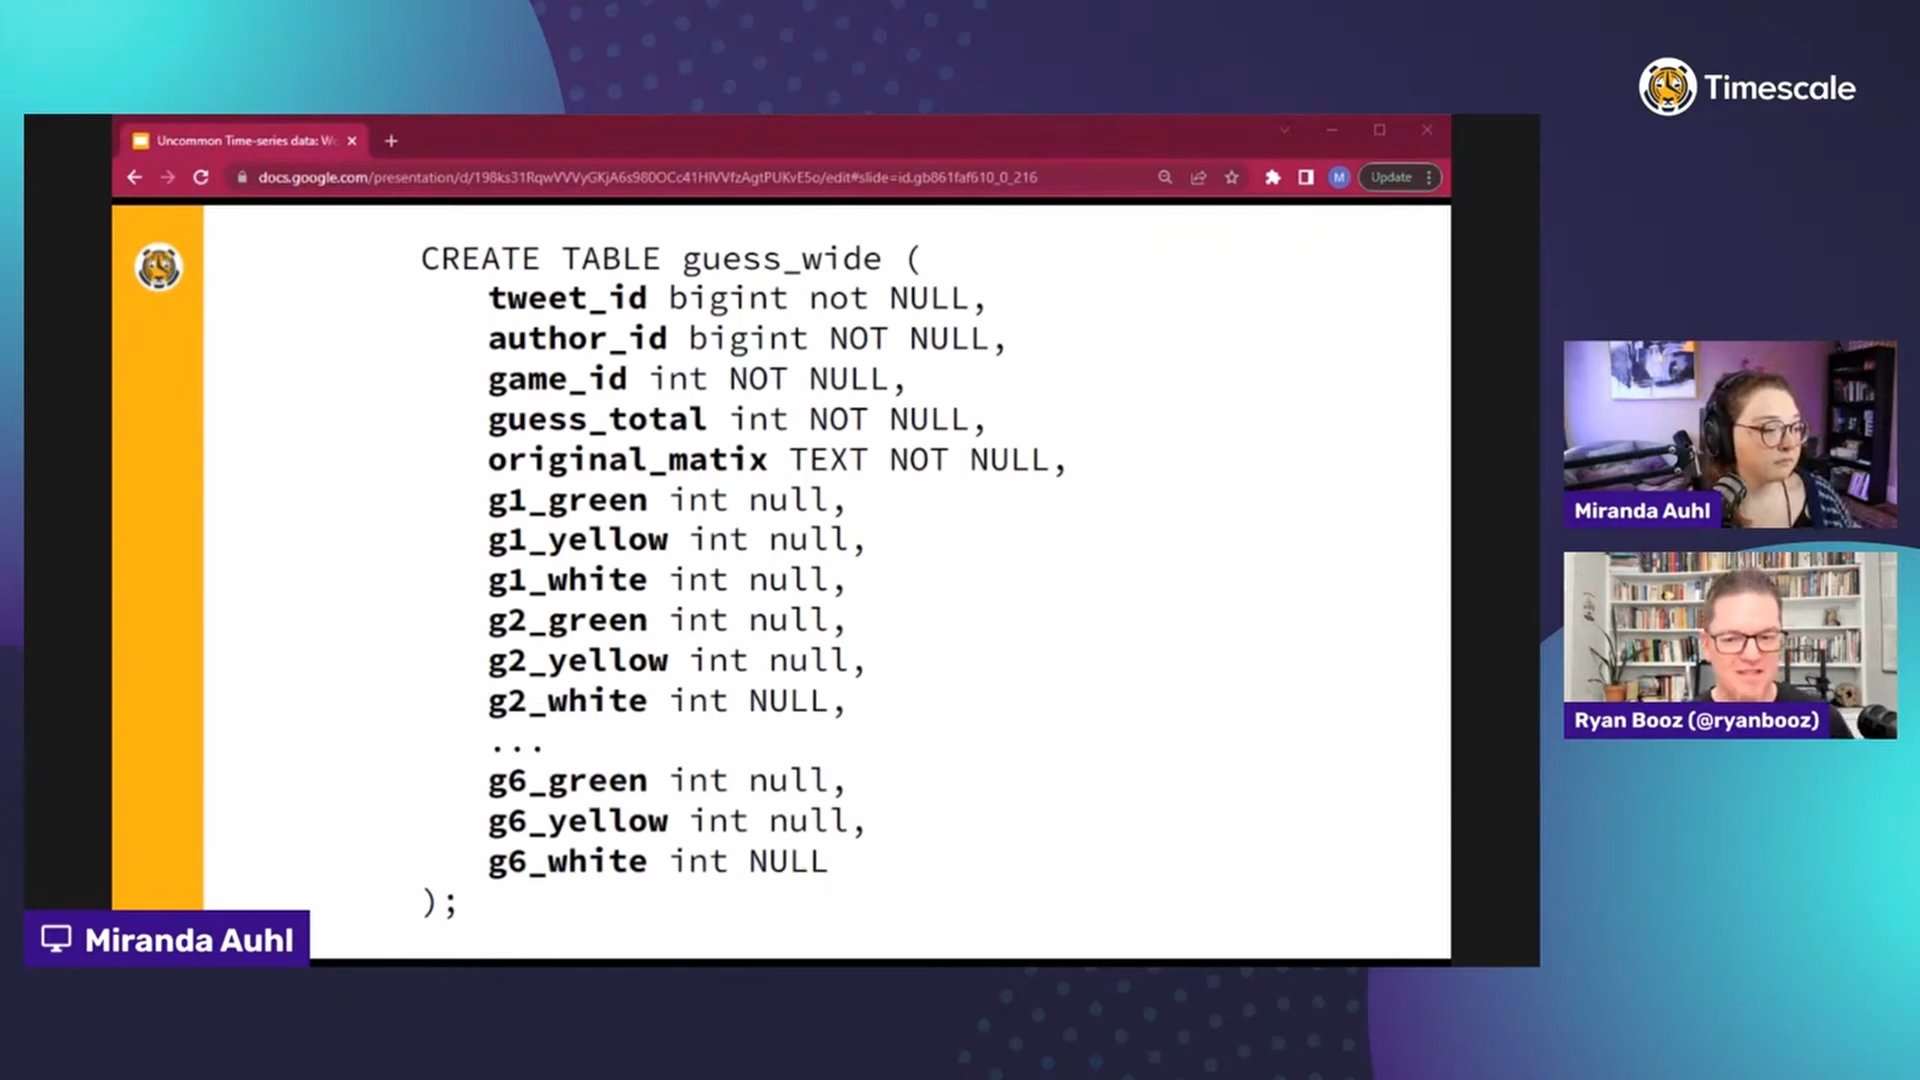 Timescale
Uncommon Time-series data: Wo
docs.google.com/presentation/d/198ks31RqwVVVyGKjA6s980OCc41HIVVfzAgtPUKvE5o/edit#slide=id.gb861faf610_0_216
M
Update
CREATE TABLE guess_wide (
tweet_id bigint not NULL,
author_id bigint NOT NULL,
game_id int NOT NULL,
guess_total int NOT NULL,
original_matix TEXT NOT NULL,
g1_green int null,
g1_yellow int null,
g1_white int null,
g2_green int null,
g2_yellow int null,
g2_white int NULL,
...
g6_green int null,
g6_yellow int null,
g6_white int NULL
);
Miranda Auhl
Miranda Auhl
Ryan Booz (@ryanbooz)